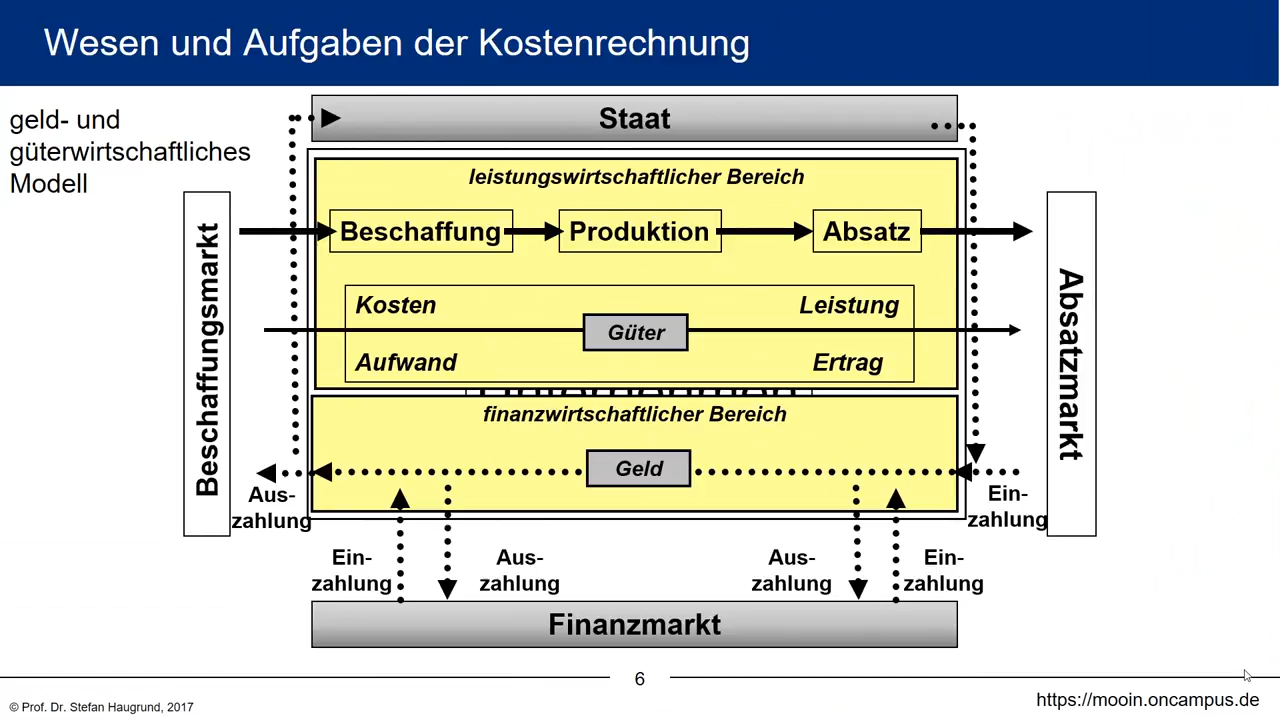 Wesen und Aufgaben der Kostenrechnung
geld- und
güterwirtschaftliches
Modell
Staat
leistungswirtschaftlicher Bereich
Beschaffung
Produktion
Absatz
Beschaffungsmarkt
Absatzmarkt
Kosten
Leistung
Güter
Aufwand
Ertrag
finanzwirtschaftlicher Bereich
Geld
Aus-
zahlung
Ein-
zahlung
Ein-
zahlung
Aus-
zahlung
Aus-
zahlung
Ein-
zahlung
Finanzmarkt
6
© Prof. Dr. Stefan Haugrund, 2017
https://mooin.oncampus.de